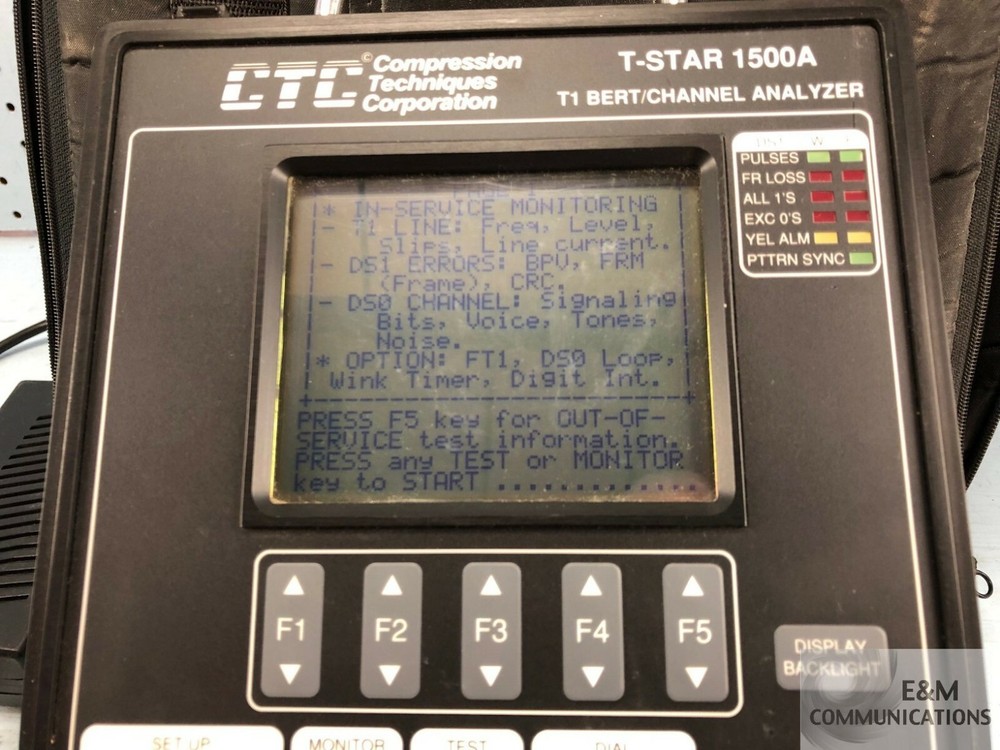 CTC © Compression
Techniques
Corporation
T-STAR 1500A
T1 BERT/CHANNEL ANALYZER
PULSES
FR LOSS
ALL 1'S
EXC 0'S
YEL ALM
PTTRN SYNC
* IN-SERVICE MONITORING
- T1 LINE: Freq, Level,
Slips, Line current.
- DS1 ERRORS: BPV, FRM
(Frame), CRC.
- DS0 CHANNEL: Signaling
Bits, Voice, Tones,
Noise.
* OPTION: FT1, DS0 Loop,
Wink Timer, Digit Int.
PRESS F5 key for OUT-OF-
SERVICE test information.
PRESS any TEST or MONITOR
key to START .............
F1 F2 F3 F4 F5
DISPLAY
BACKLIGHT
E&M
COMMUNICATIONS
SET UP MONITOR TEST DIAL